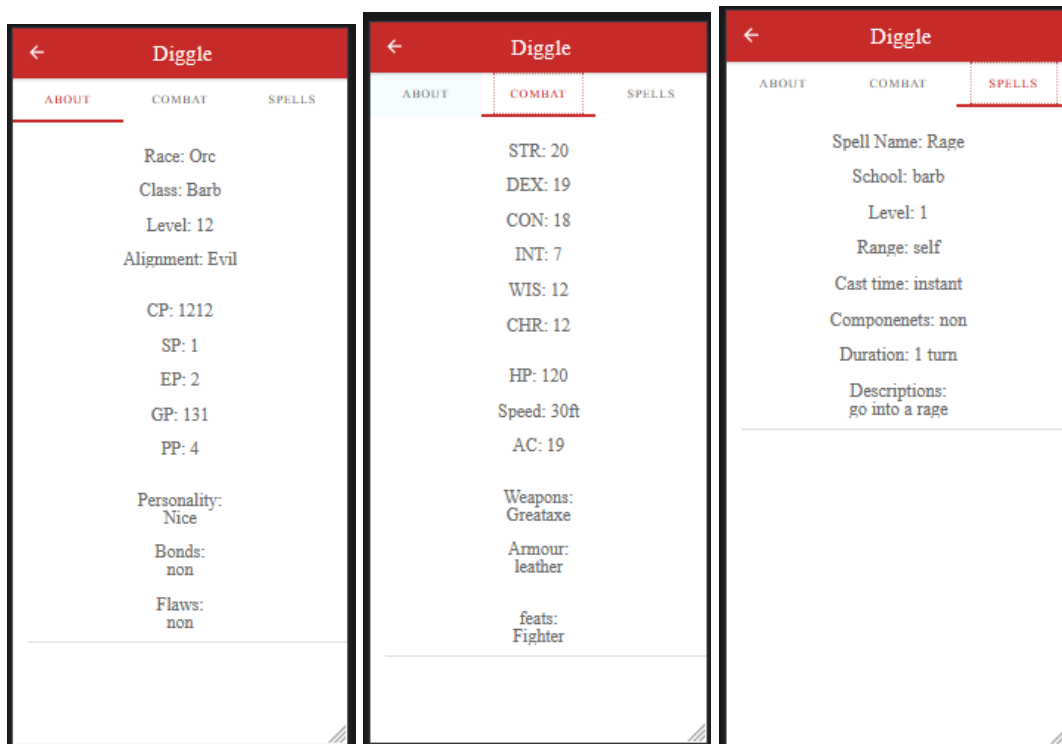 Diggle
ABOUT COMBAT SPELLS
Race: Orc
Class: Barb
Level: 12
Alignment: Evil
CP: 1212
SP: 1
EP: 2
GP: 131
PP: 4
Personality:
Nice
Bonds:
non
Flaws:
non
Diggle
ABOUT COMBAT SPELLS
STR: 20
DEX: 19
CON: 18
INT: 7
WIS: 12
CHR: 12
HP: 120
Speed: 30ft
AC: 19
Weapons:
Greataxe
Armour:
leather
feats:
Fighter
Diggle
ABOUT COMBAT SPELLS
Spell Name: Rage
School: barb
Level: 1
Range: self
Cast time: instant
Componenets: non
Duration: 1 turn
Descriptions:
go into a rage